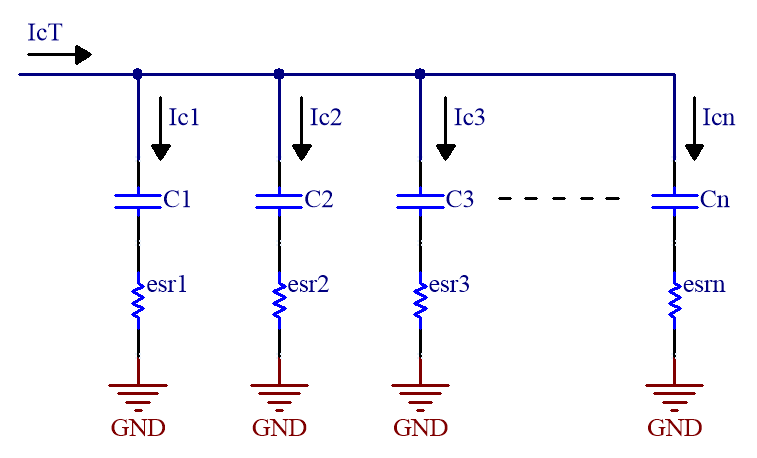 IcT
Ic1
Ic2
Ic3
Icn
C1
C2
C3
Cn
esr1
esr2
esr3
esrn
GND
GND
GND
GND